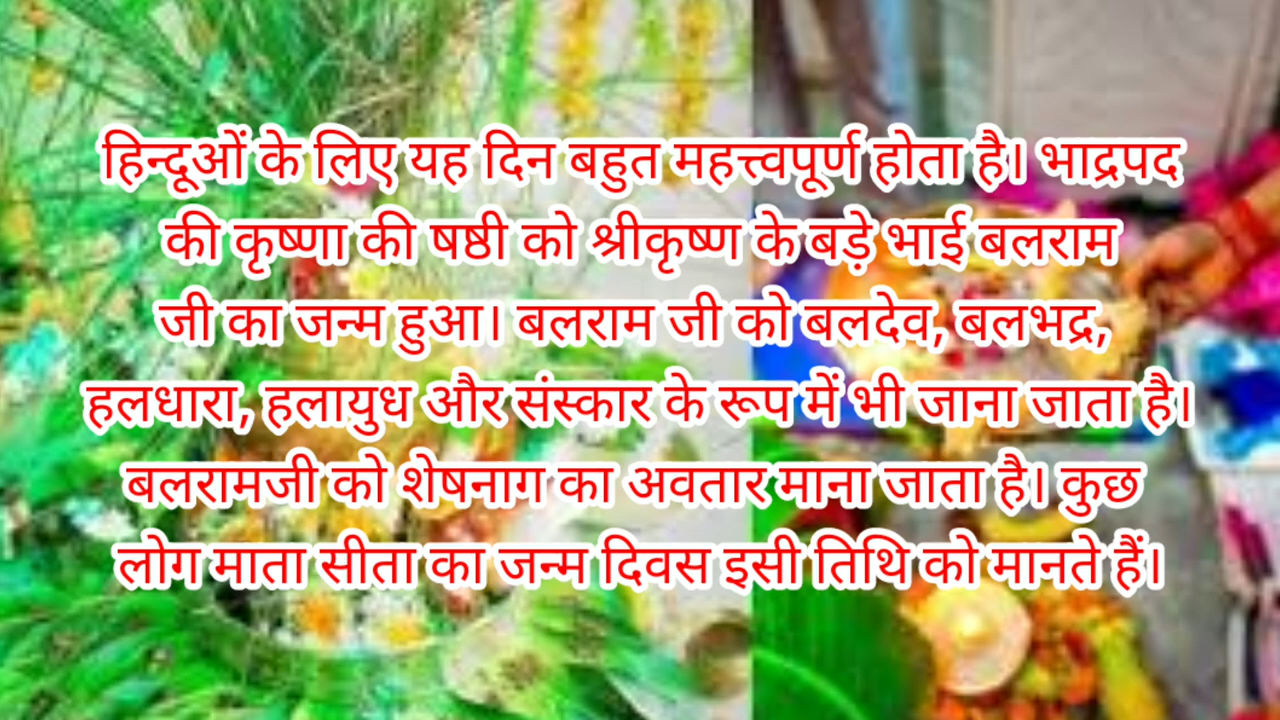 हिन्दूओं के लिए यह दिन बहुत महत्त्वपूर्ण होता है। भाद्रपद
की कृष्णा की षष्ठी को श्रीकृष्ण के बड़े भाई बलराम
जी का जन्म हुआ। बलराम जी को बलदेव, बलभद्र,
हलधारा, हलायुध और संस्कार के रूप में भी जाना जाता है।
बलरामजी को शेषनाग का अवतार माना जाता है। कुछ
लोग माता सीता का जन्म दिवस इसी तिथि को मानते हैं।